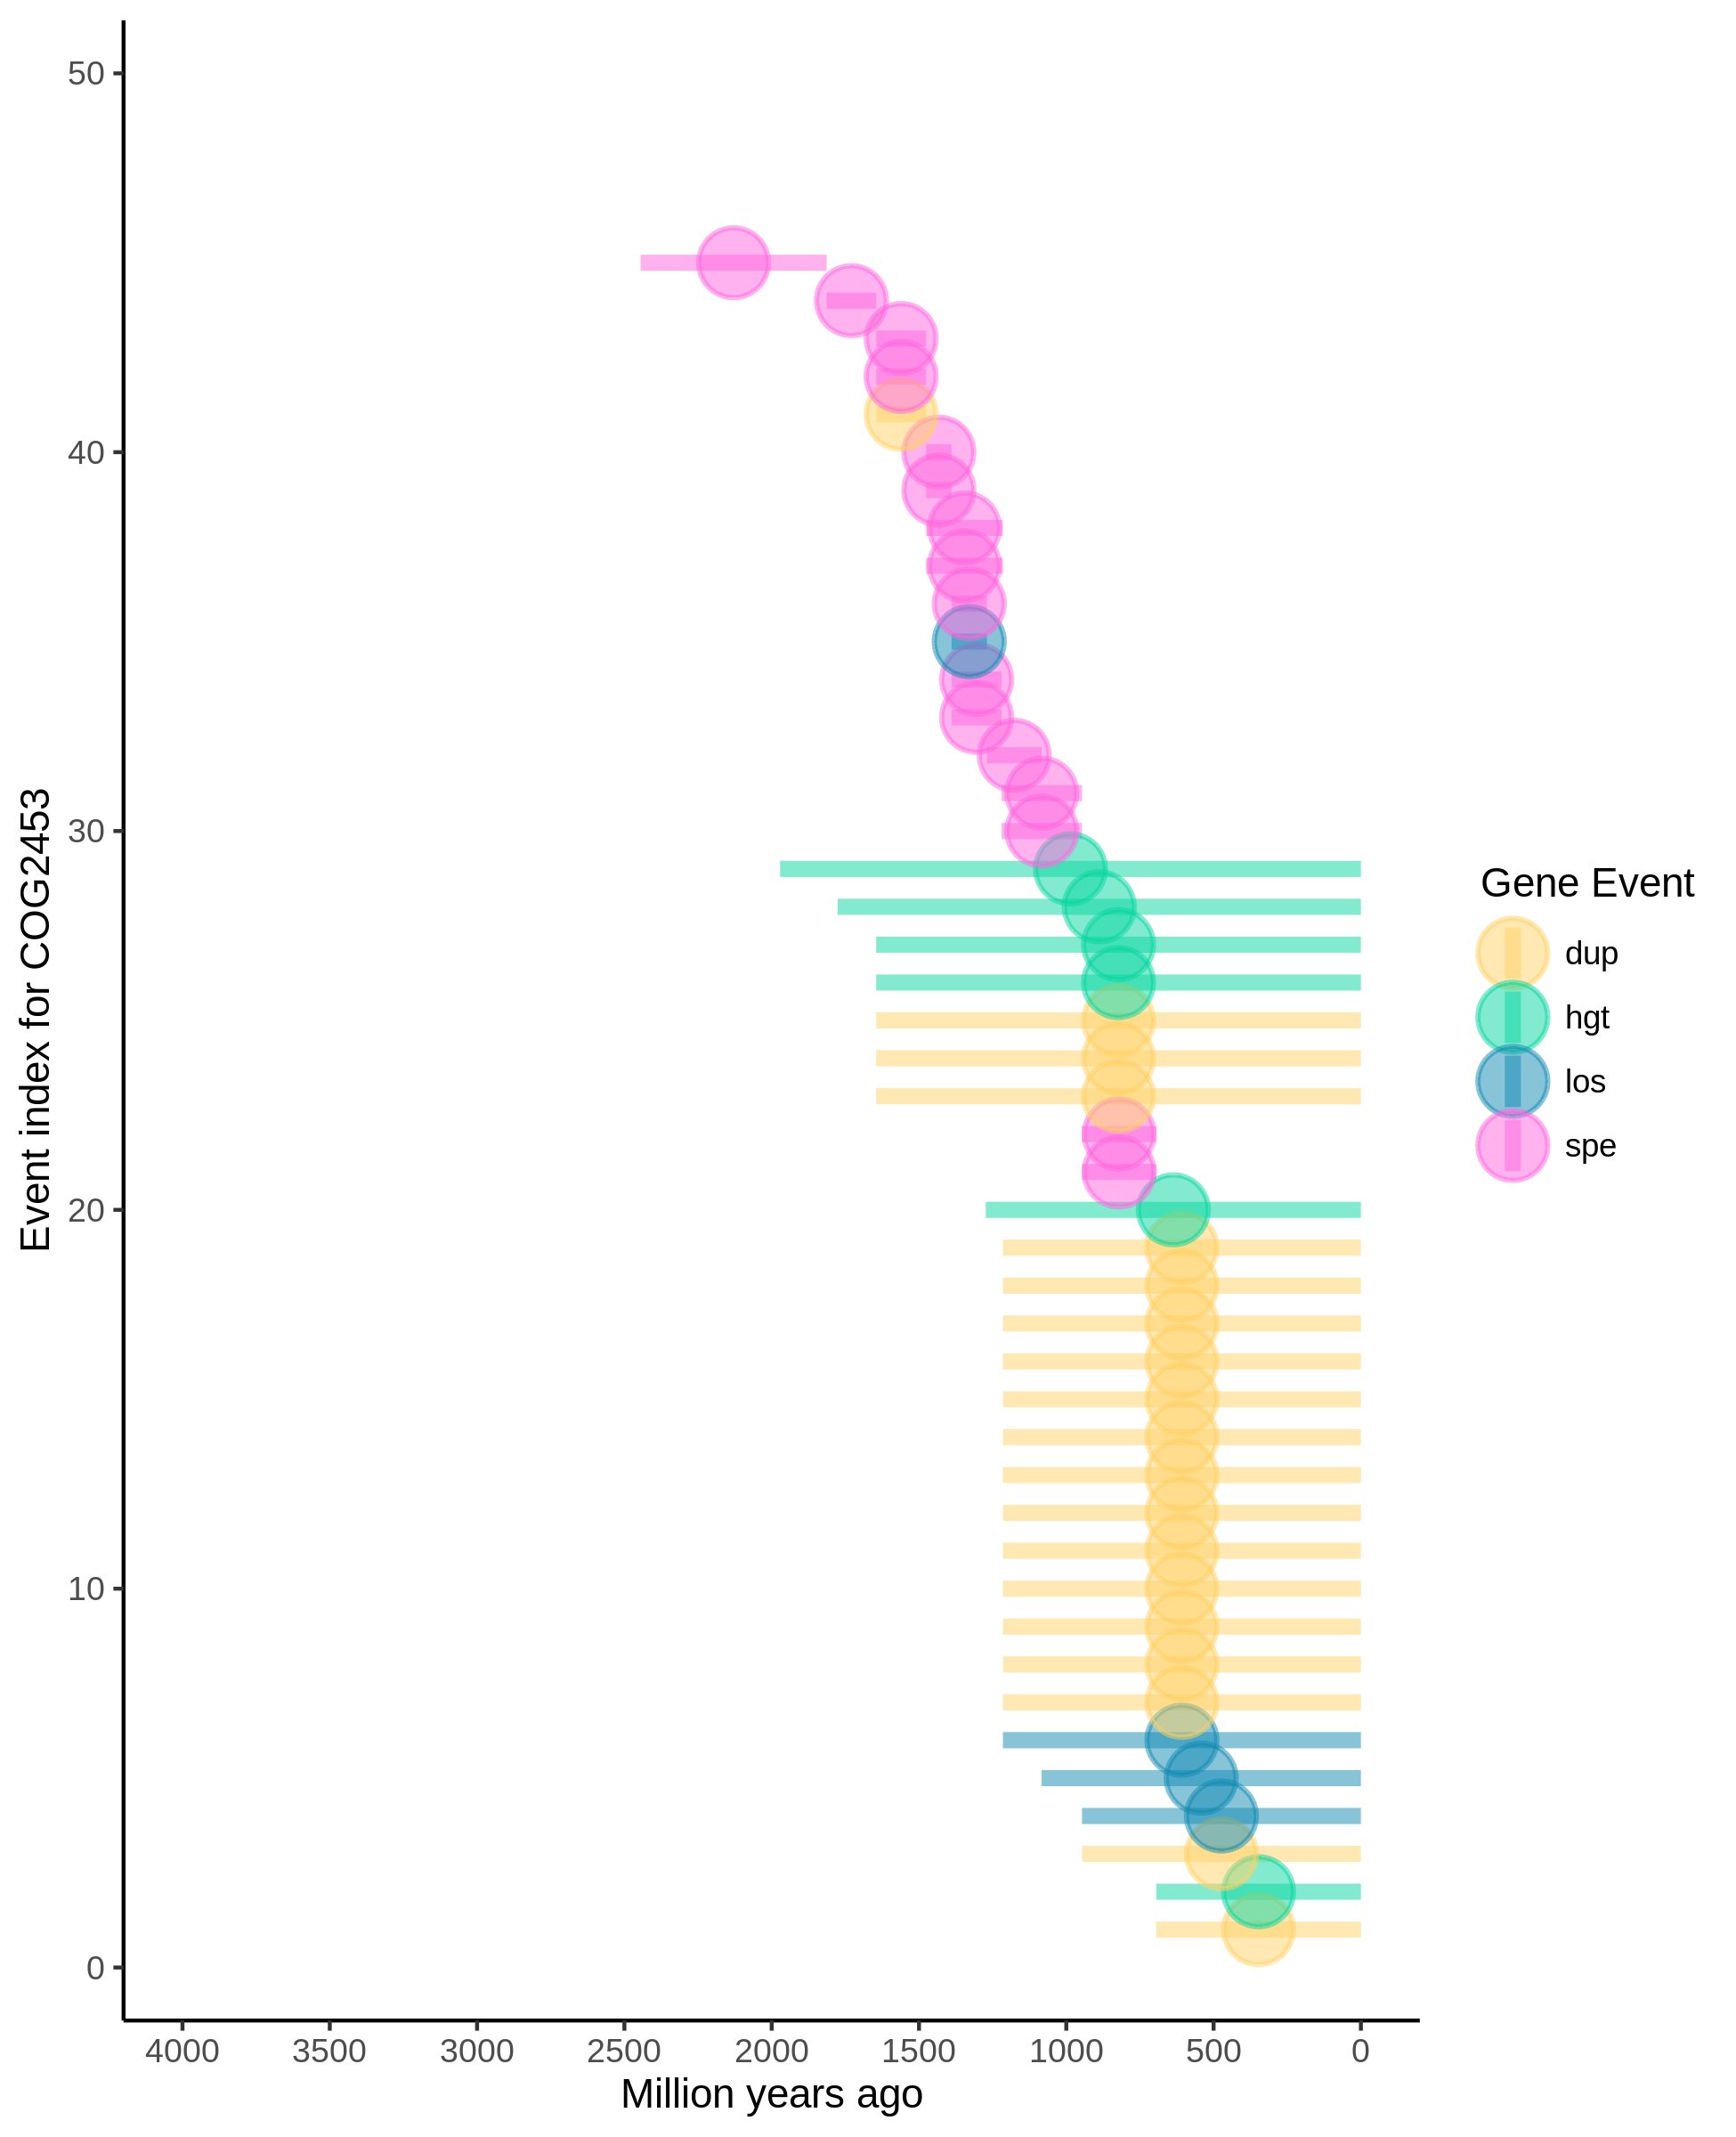 Event index for COG2453
50
40
30
20
10
0
4000 3500 3000 2500 2000 1500 1000 500 0
Million years ago
Gene Event
dup
hgt
los
spe